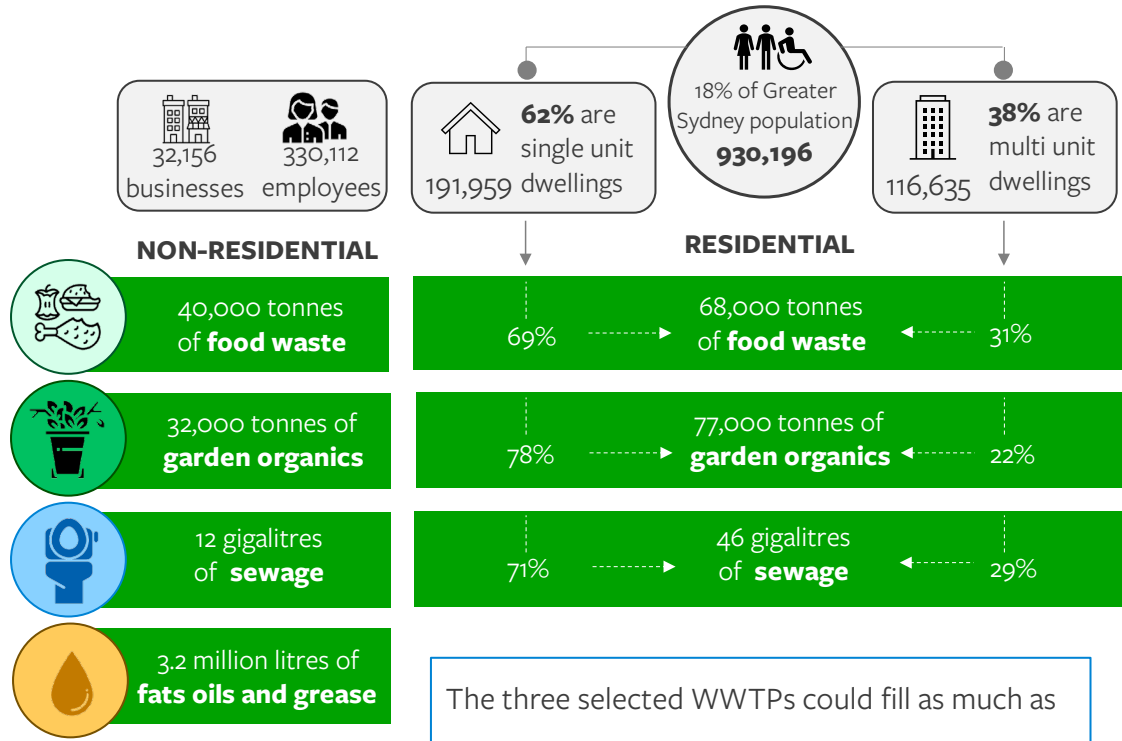 18% of Greater
Sydney population
930,196
32,156
businesses
330,112
employees
62% are
single unit
dwellings
191,959
38% are
multi unit
dwellings
116,635
NON-RESIDENTIAL
RESIDENTIAL
40,000 tonnes
of food waste
69%
68,000 tonnes
of food waste
31%
32,000 tonnes of
garden organics
78%
77,000 tonnes of
garden organics
22%
12 gigalitres
of sewage
71%
46 gigalitres
of sewage
29%
3.2 million litres of
fats oils and grease
The three selected WWTPs could fill as much as